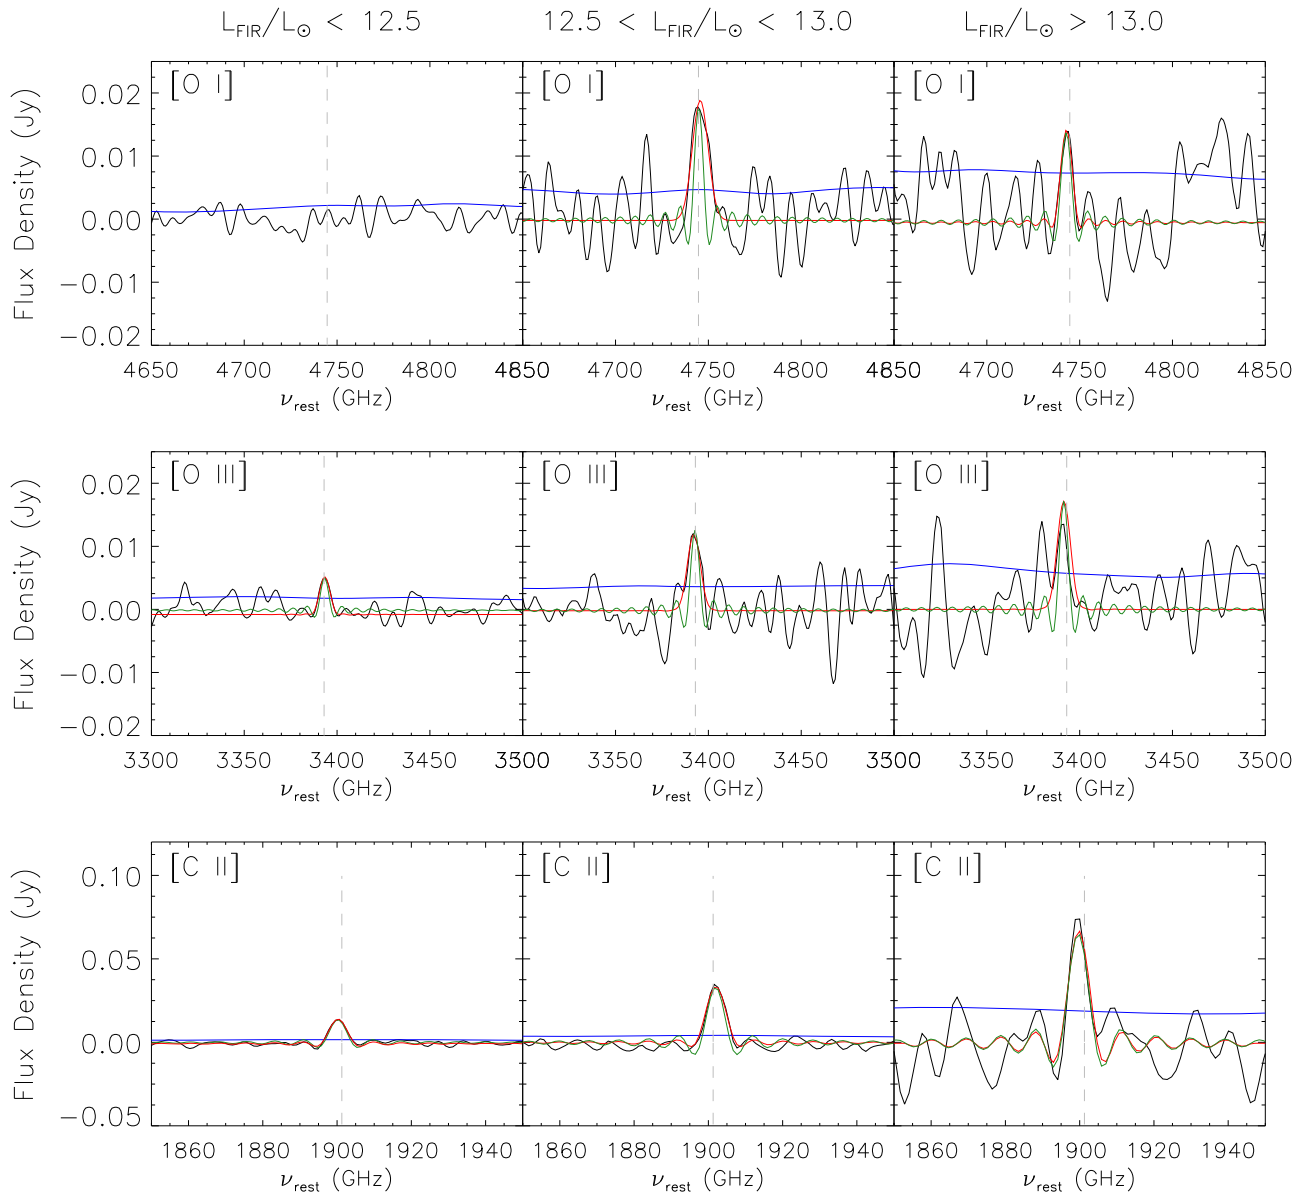 L_FIR/L_⊙ < 12.5    12.5 < L_FIR/L_⊙ < 13.0    L_FIR/L_⊙ > 13.0
[O I]    [O I]    [O I]
0.02
0.01
0.00
−0.01
−0.02
Flux Density (Jy)
4650 4700 4750 4800 4850 4700 4750 4800 4850 4700 4750 4800 4850
ν_rest (GHz)    ν_rest (GHz)    ν_rest (GHz)
[O III]    [O III]    [O III]
0.02
0.01
0.00
−0.01
−0.02
Flux Density (Jy)
3300 3350 3400 3450 3500 3350 3400 3450 3500 3350 3400 3450 3500
ν_rest (GHz)    ν_rest (GHz)    ν_rest (GHz)
[C II]    [C II]    [C II]
0.10
0.05
0.00
−0.05
Flux Density (Jy)
1860 1880 1900 1920 1940 1860 1880 1900 1920 1940 1860 1880 1900 1920 1940
ν_rest (GHz)    ν_rest (GHz)    ν_rest (GHz)